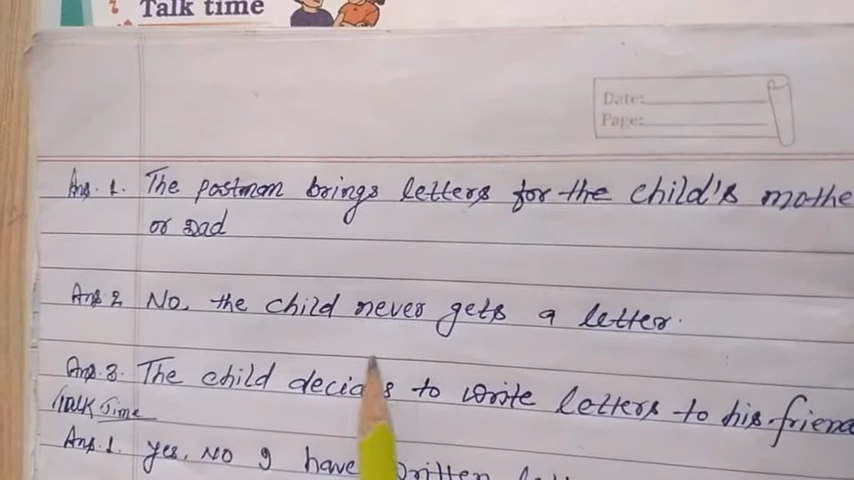 Talk time
Date:
Page:
Ans. 1. The postman brings letters for the child's mothe
or Dad
Ans 2 No, the child never gets a letter.
Ans. 3. The child decides to write letters to his friend
Talk Time
Ans. 1. Yes, No I have written